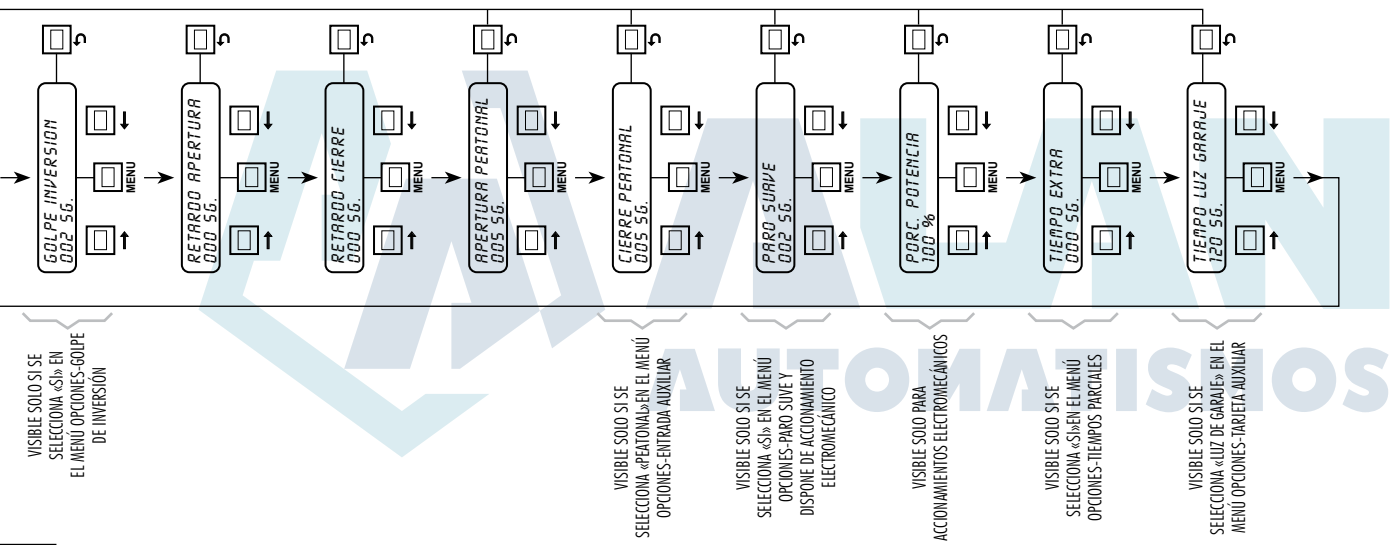 GOLPE INVERSION
002 SG.
MENU
RETARDO APERTURA
000 SG.
MENU
RETARDO CIERRE
000 SG.
MENU
APERTURA PEATONAL
005 SG.
MENU
CIERRE PEATONAL
005 SG.
MENU
PARO SUAVE
002 SG.
MENU
PORC. POTENCIA
100 %
MENU
TIEMPO EXTRA
000 SG.
MENU
TIEMPO LUZ GARAJE
120 SG.
MENU
VISIBLE SOLO SI SE
SELECCIONA «SI» EN
EL MENÚ OPCIONES-GOLPE
DE INVERSIÓN
VISIBLE SOLO SI SE
SELECCIONA «PEATONAL» EN EL MENÚ
OPCIONES-ENTRADA AUXILIAR
VISIBLE SOLO SI SE
SELECCIONA «SI» EN EL MENÚ
OPCIONES-PARO SUVE Y
DISPONE DE ACCIONAMIENTO
ELECTROMECÁNICO
VISIBLE SOLO PARA
ACCIONAMIENTOS ELECTROMECÁNICOS
VISIBLE SOLO SI SE
SELECCIONA «SI»EN EL MENÚ
OPCIONES-TIEMPOS PARCIALES
VISIBLE SOLO SI SE
SELECCIONA «LUZ DE GARAJE» EN EL
MENÚ OPCIONES-TARJETA AUXILIAR
ALAN
AUTOMATISMOS